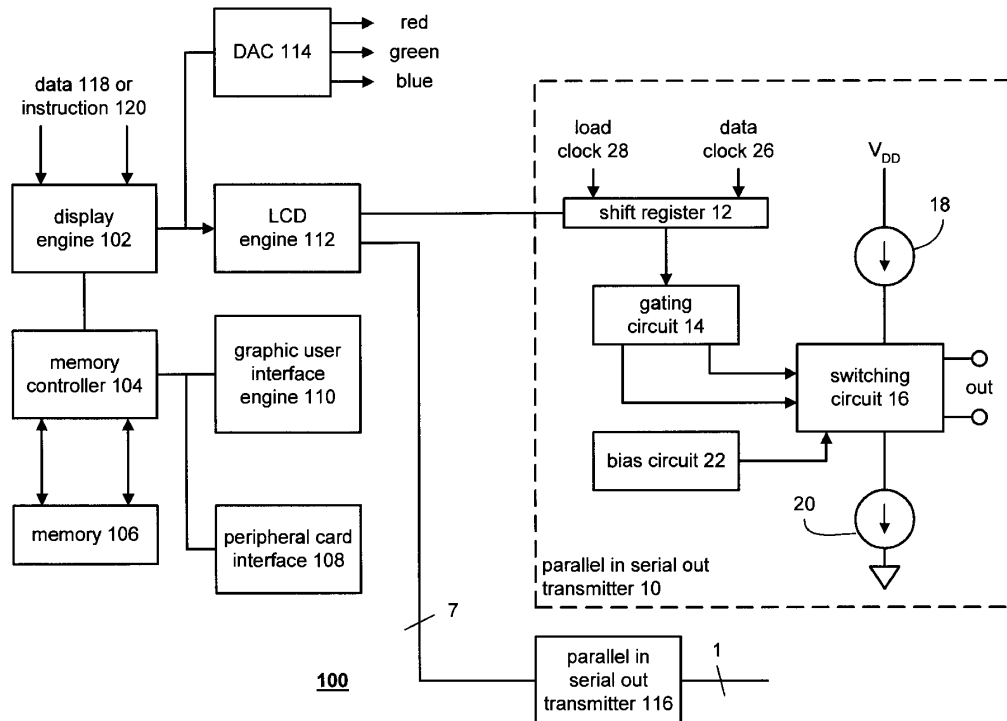 DAC 114
red
green
blue
data 118 or
instruction 120
display
engine 102
LCD
engine 112
load
clock 28
data
clock 26
shift register 12
V_DD
18
gating
circuit 14
switching
circuit 16
out
bias circuit 22
20
parallel in serial out
transmitter 10
memory
controller 104
graphic user
interface
engine 110
memory 106
peripheral card
interface 108
7
100
parallel in
serial out
transmitter 116
1